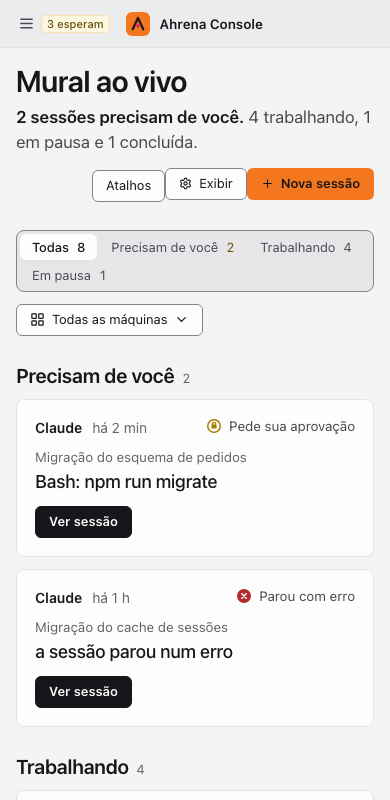 3 esperam
Ahrena Console
Mural ao vivo
2 sessões precisam de você. 4 trabalhando, 1
em pausa e 1 concluída.
Atalhos
Exibir
+ Nova sessão
Todas 8
Precisam de você 2
Trabalhando 4
Em pausa 1
Todas as máquinas
Precisam de você 2
Claude há 2 min
Pede sua aprovação
Migração do esquema de pedidos
Bash: npm run migrate
Ver sessão
Claude há 1 h
Parou com erro
Migração do cache de sessões
a sessão parou num erro
Ver sessão
Trabalhando 4